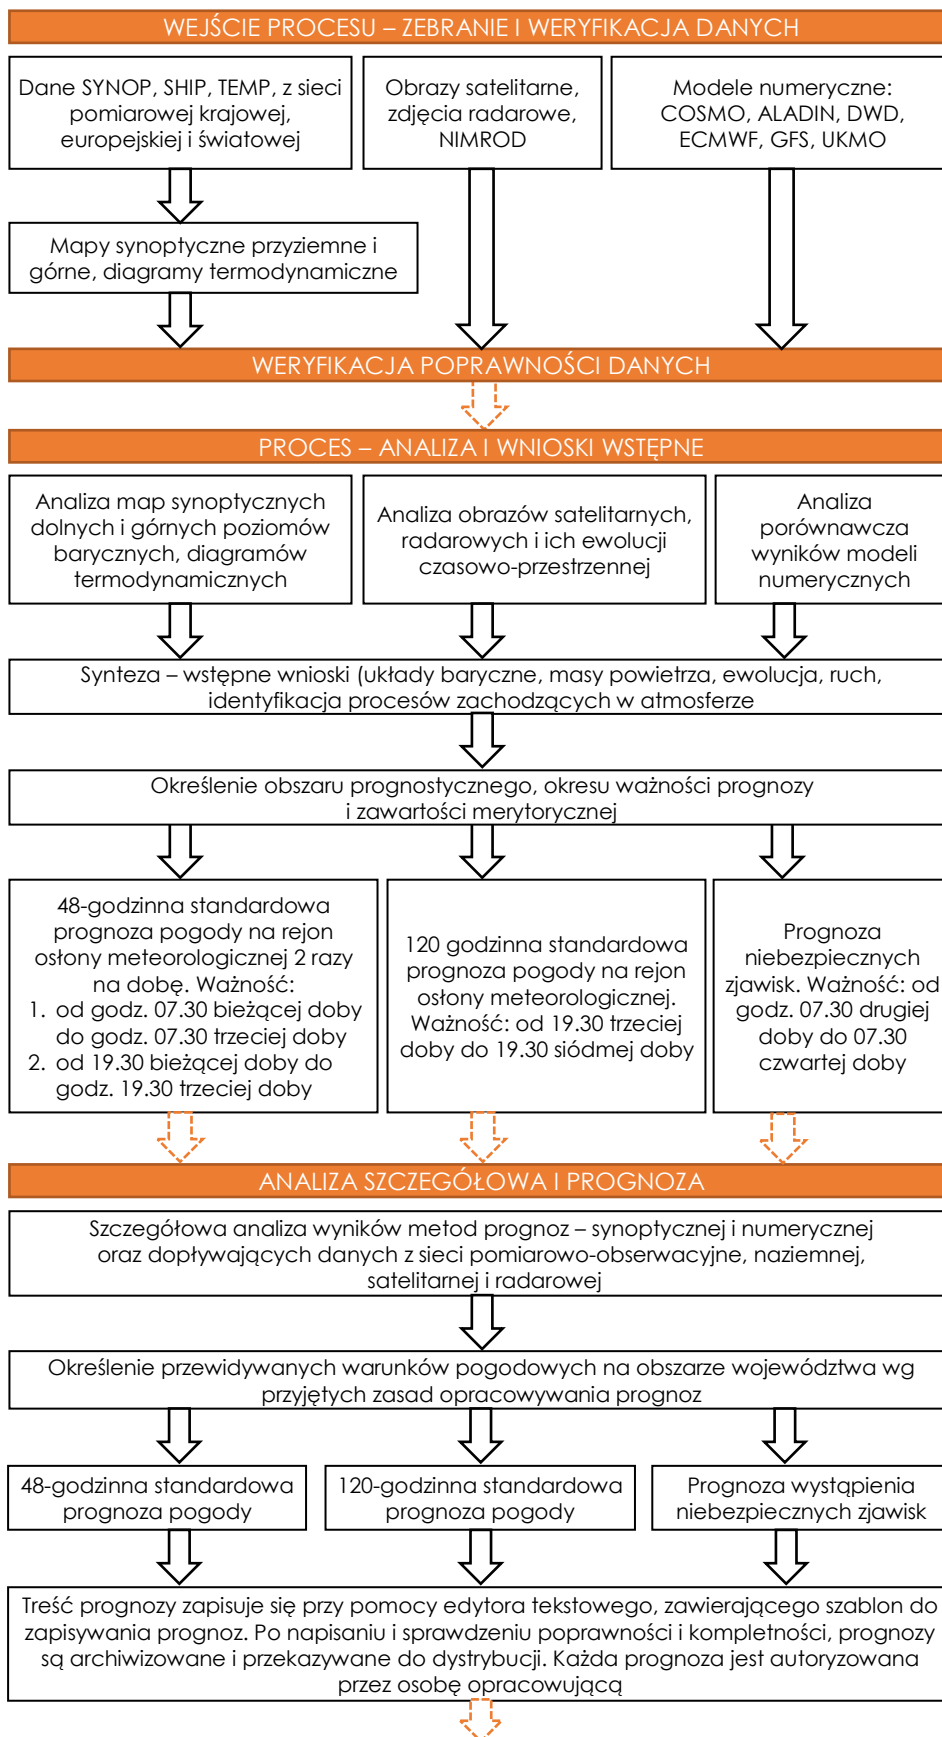 WEJŚCIE PROCESU – ZEBRANIE I WERYFIKACJA DANYCH
Dane SYNOP, SHIP, TEMP, z sieci
pomiarowej krajowej,
europejskiej i światowej
Obrazy satelitarne,
zdjęcia radarowe,
NIMROD
Modele numeryczne:
COSMO, ALADIN, DWD,
ECMWF, GFS, UKMO
Mapy synoptyczne przyziemne i
górne, diagramy termodynamiczne
WERYFIKACJA POPRAWNOŚCI DANYCH
PROCES – ANALIZA I WNIOSKI WSTĘPNE
Analiza map synoptycznych
dolnych i górnych poziomów
barycznych, diagramów
termodynamicznych
Analiza obrazów satelitarnych,
radarowych i ich ewolucji
czasowo-przestrzennej
Analiza
porównawcza
wyników modeli
numerycznych
Synteza – wstępne wnioski (układy baryczne, masy powietrza, ewolucja, ruch,
identyfikacja procesów zachodzących w atmosferze
Określenie obszaru prognostycznego, okresu ważności prognozy
i zawartości merytorycznej
48-godzinna standardowa
prognoza pogody na rejon
osłony meteorologicznej 2 razy
na dobę. Ważność:
1. od godz. 07.30 bieżącej doby
do godz. 07.30 trzeciej doby
2. od 19.30 bieżącej doby do
godz. 19.30 trzeciej doby
120 godzinna standardowa
prognoza pogody na rejon
osłony meteorologicznej.
Ważność: od 19.30 trzeciej
doby do 19.30 siódmej doby
Prognoza
niebezpiecznych
zjawisk. Ważność: od
godz. 07.30 drugiej
doby do 07.30
czwartej doby
ANALIZA SZCZEGÓŁOWA I PROGNOZA
Szczegółowa analiza wyników metod prognoz – synoptycznej i numerycznej
oraz dopływających danych z sieci pomiarowo-obserwacyjne, naziemnej,
satelitarnej i radarowej
Określenie przewidywanych warunków pogodowych na obszarze województwa wg
przyjętych zasad opracowywania prognoz
48-godzinna standardowa
prognoza pogody
120-godzinna standardowa
prognoza pogody
Prognoza wystąpienia
niebezpiecznych zjawisk
Treść prognozy zapisuje się przy pomocy edytora tekstowego, zawierającego szablon do
zapisywania prognoz. Po napisaniu i sprawdzeniu poprawności i kompletności, prognozy
są archiwizowane i przekazywane do dystrybucji. Każda prognoza jest autoryzowana
przez osobę opracowującą